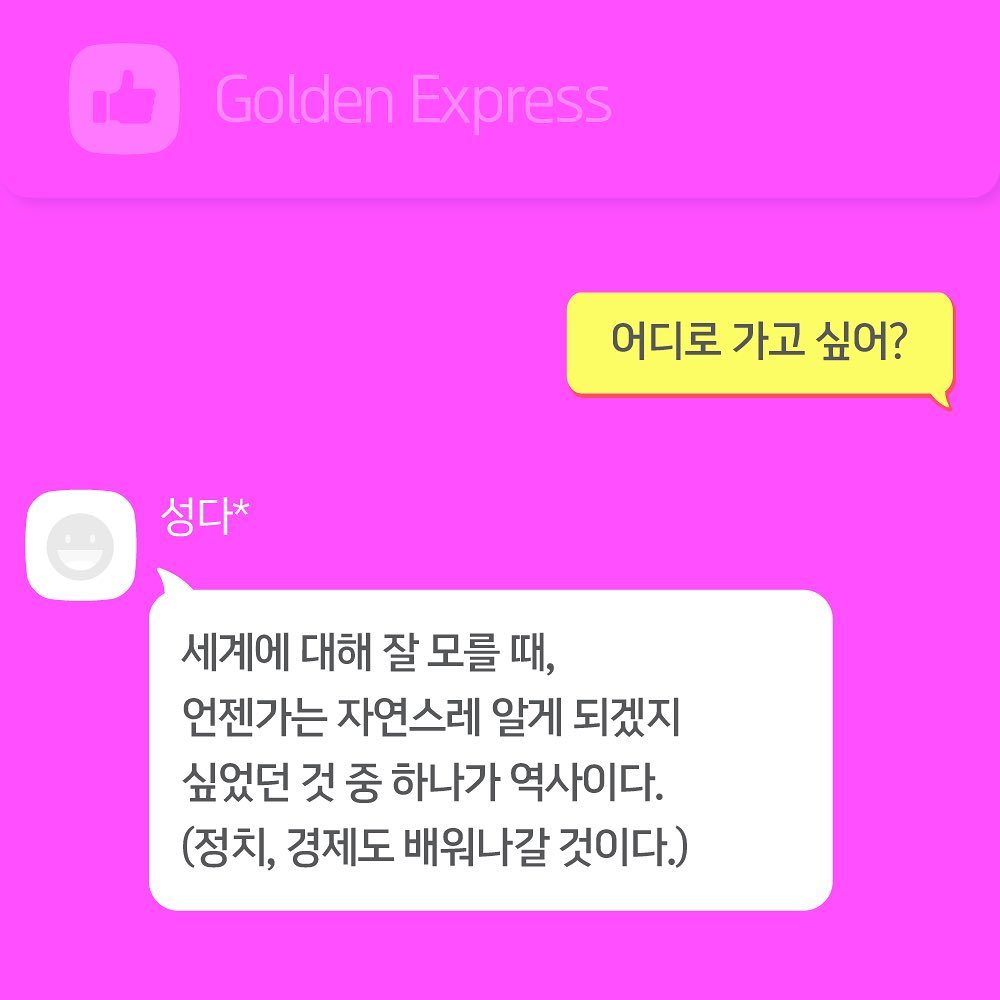 Golden Express
어디로 가고 싶어?
성다*
세계에 대해 잘 모를 때,
언젠가는 자연스레 알게 되겠지
싶었던 것 중 하나가 역사이다.
(정치, 경제도 배워나갈 것이다.)